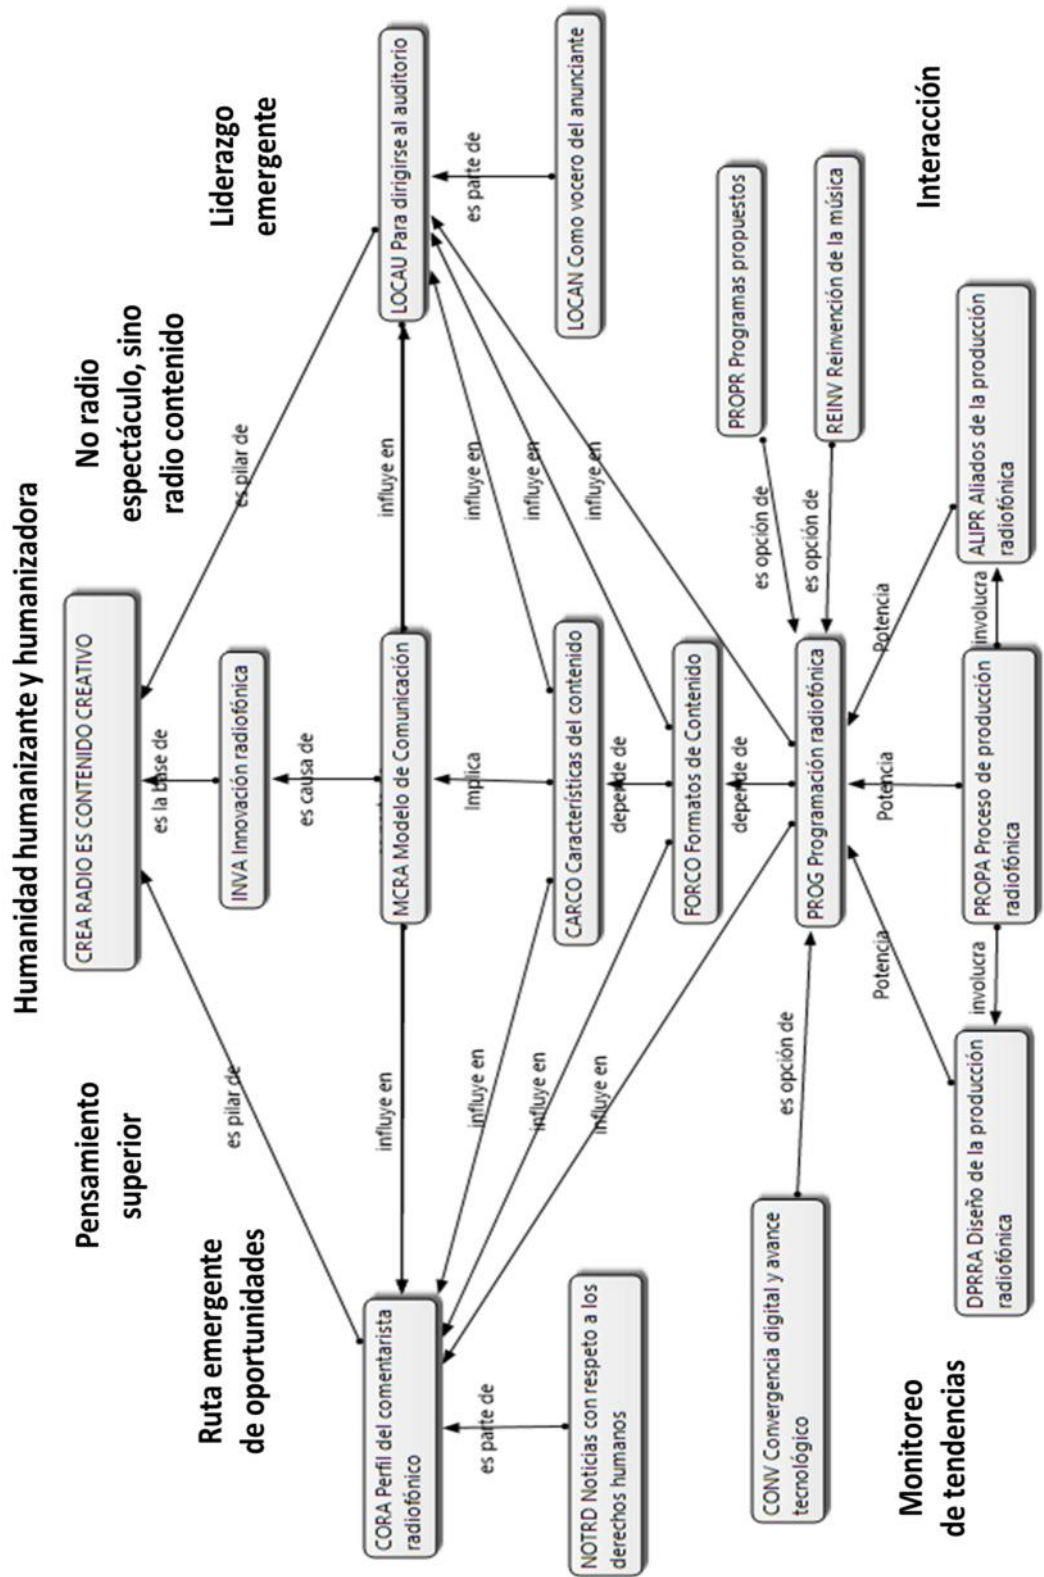 Humanidad humanizante y humanizadora
Pensamiento
superior
No radio
espectáculo, sino
radio contenido
Ruta emergente
de oportunidades
Liderazgo
emergente
CREA RADIO ES CONTENIDO CREATIVO
es pilar de
es la base de
es pilar de
INVA Innovación radiofónica
es causa de
CORA Perfil del comentarista
radiofónico
influye en
MCRA Modelo de Comunicación
influye en
LOCAU Para dirigirse al auditorio
es parte de
influye en
Implica
influye en
es parte de
NOTRD Noticias con respeto a los
derechos humanos
influye en
CARCO Características del contenido
influye en
LOCAN Como vocero del anunciante
influye en
depende de
influye en
FORCO Formatos de Contenido
depende de
CONV Convergencia digital y avance
tecnológico
es opción de
PROG Programación radiofónica
es opción de
PROPR Programas propuestos
es opción de
REINV Reinvención de la música
Potencia
Potencia
Potencia
Monitoreo
de tendencias
Interacción
DPRRA Diseño de la producción
radiofónica
involucra
PROPA Proceso de producción
radiofónica
involucra
ALIPR Aliados de la producción
radiofónica